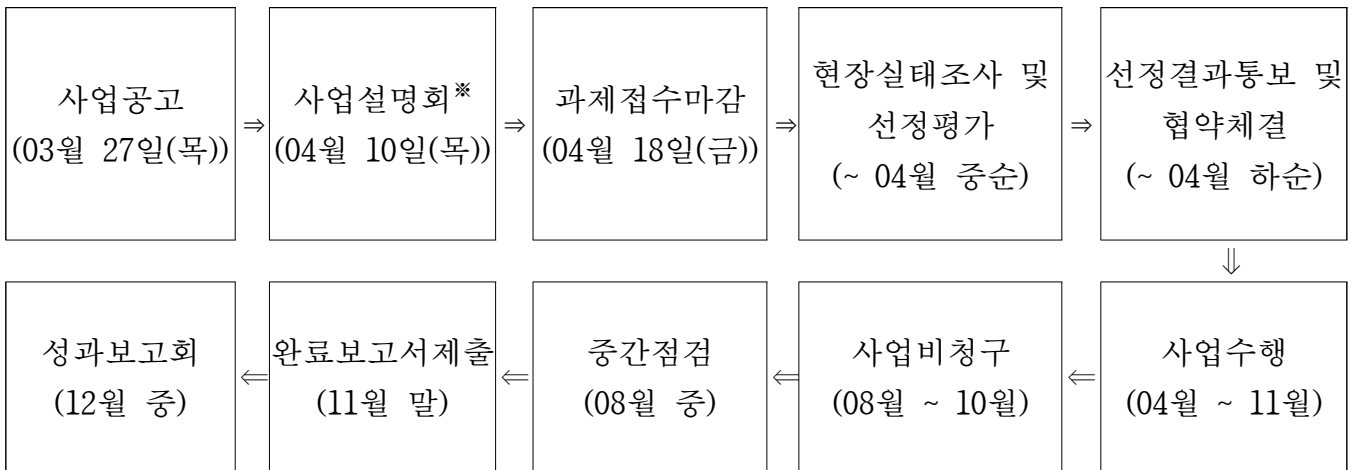 사업공고
(03월 27일(목))
⇒
사업설명회※
(04월 10일(목))
⇒
과제접수마감
(04월 18일(금))
⇒
현장실태조사 및
선정평가
(~ 04월 중순)
⇒
선정결과통보 및
협약체결
(~ 04월 하순)
⇓
사업수행
(04월 ~ 11월)
⇐
사업비청구
(08월 ~ 10월)
⇐
중간점검
(08월 중)
⇐
완료보고서제출
(11월 말)
⇐
성과보고회
(12월 중)